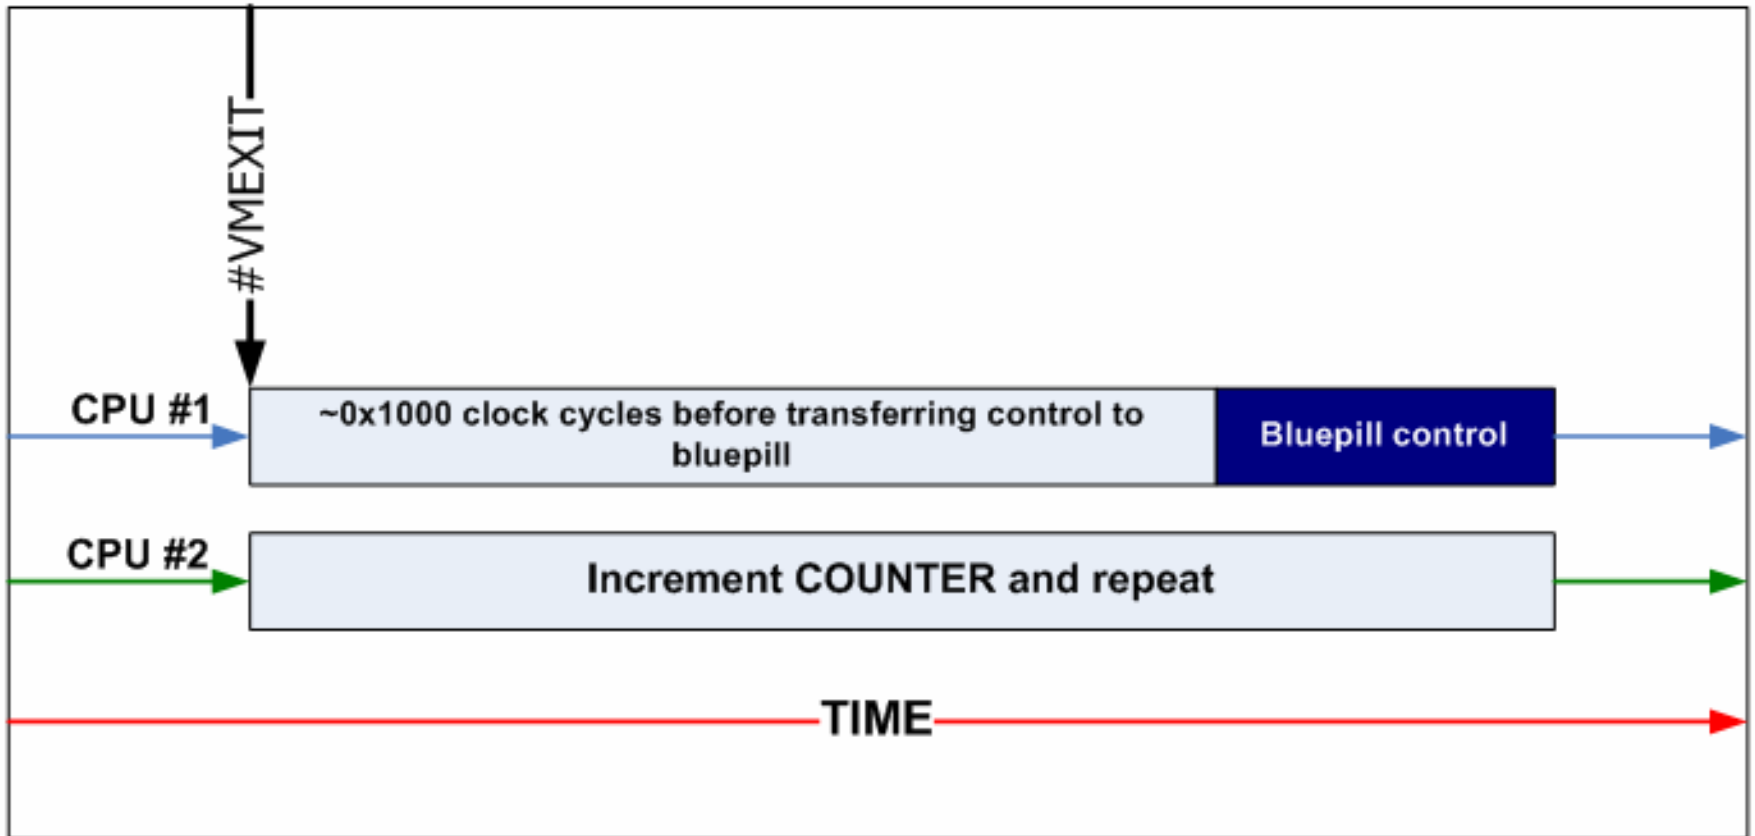 #VMEXIT
CPU #1
~0x1000 clock cycles before transferring control to
bluepill
Bluepill control
CPU #2
Increment COUNTER and repeat
TIME